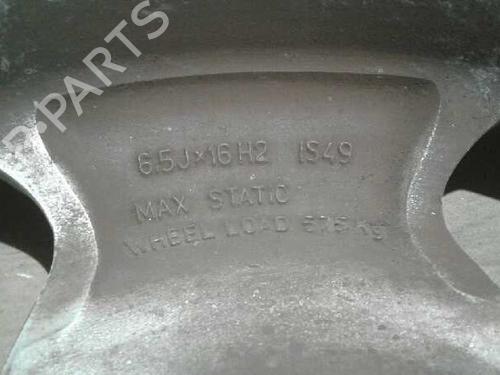 B-PARTS
6.5J×16H2 IS49
MAX STATIC
WHEEL LOAD 575 Kg